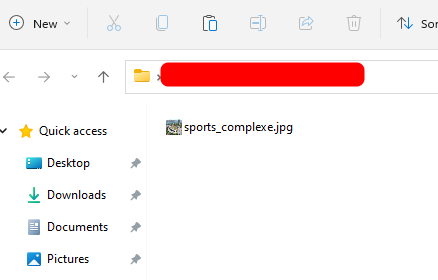 New
Sor
sports_complexe.jpg
Quick access
Desktop
Downloads
Documents
Pictures